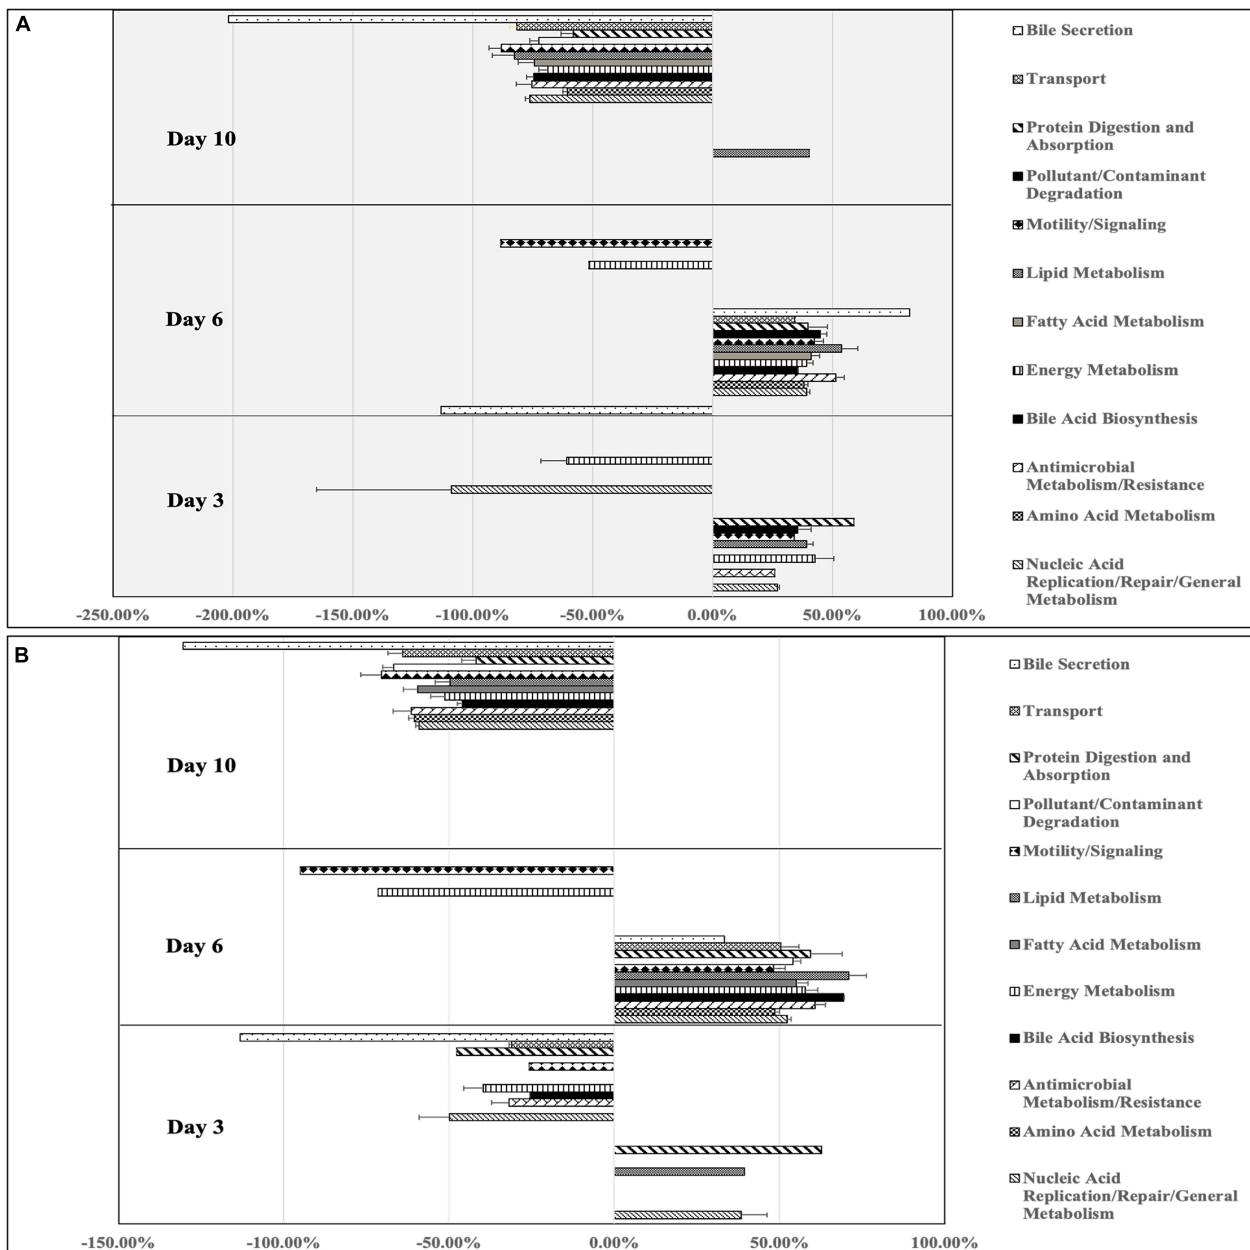 A
Day 10
Day 6
Day 3
-250.00%
-200.00%
-150.00%
-100.00%
-50.00%
0.00%
50.00%
100.00%
Bile Secretion
Transport
Protein Digestion and
Absorption
Pollutant/Contaminant
Degradation
Motility/Signaling
Lipid Metabolism
Fatty Acid Metabolism
Energy Metabolism
Bile Acid Biosynthesis
Antimicrobial
Metabolism/Resistance
Amino Acid Metabolism
Nucleic Acid
Replication/Repair/General
Metabolism
B
Day 10
Day 6
Day 3
-150.00%
-100.00%
-50.00%
0.00%
50.00%
100.00%
Bile Secretion
Transport
Protein Digestion and
Absorption
Pollutant/Contaminant
Degradation
Motility/Signaling
Lipid Metabolism
Fatty Acid Metabolism
Energy Metabolism
Bile Acid Biosynthesis
Antimicrobial
Metabolism/Resistance
Amino Acid Metabolism
Nucleic Acid
Replication/Repair/General
Metabolism